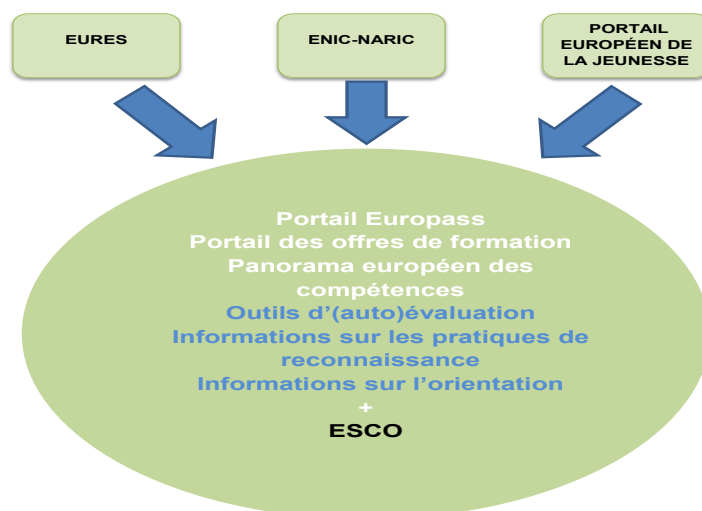 EURES
ENIC-NARIC
PORTAIL
EUROPÉEN DE
LA JEUNESSE
Portail Europass
Portail des offres de formation
Panorama européen des
compétences
Outils d’(auto)évaluation
Informations sur les pratiques de
reconnaissance
Informations sur l’orientation
+
ESCO